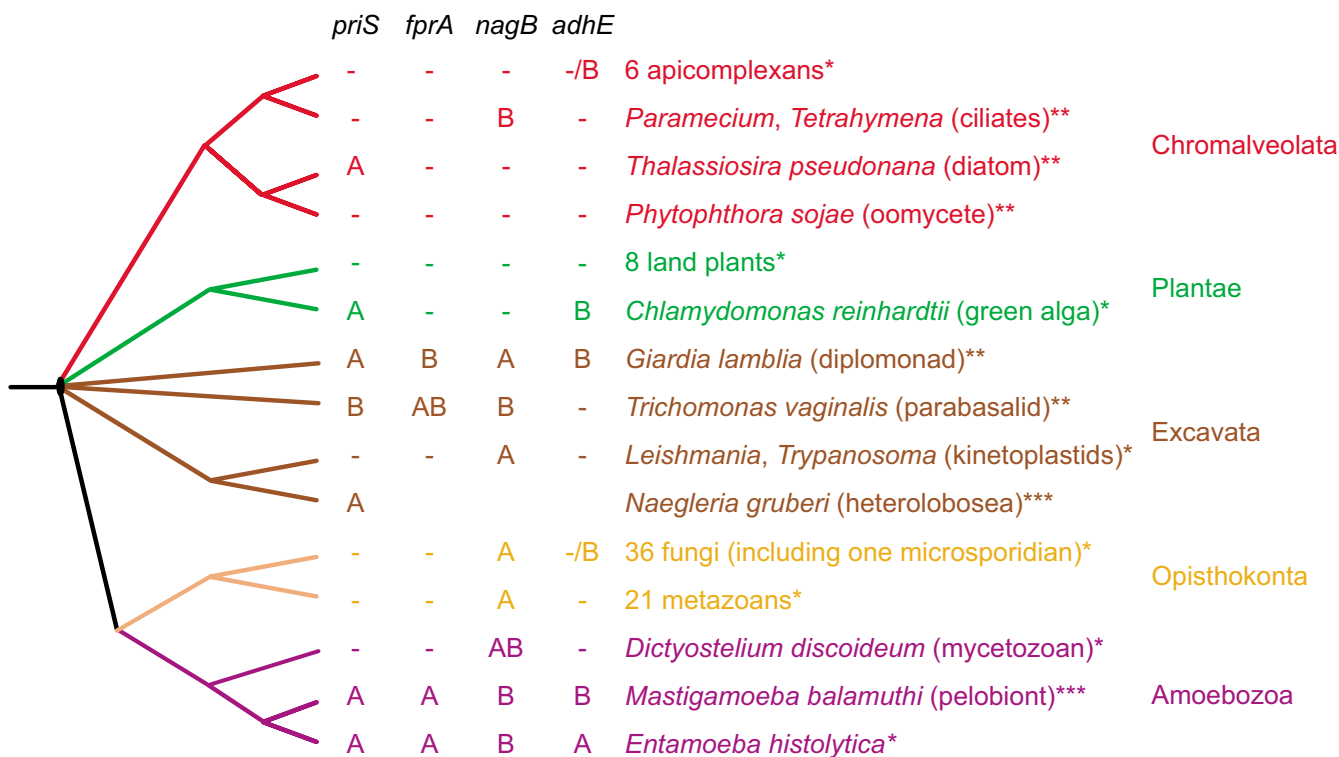 priS fprA nagB adhE
- - - -/B 6 apicomplexans*
- - B - Paramecium, Tetrahymena (ciliates)**
Chromalveolata
A - - - Thalassiosira pseudonana (diatom)**
- - - - Phytophthora sojae (oomycete)**
- - - - 8 land plants*
Plantae
A - - B Chlamydomonas reinhardtii (green alga)*
A B A B Giardia lamblia (diplomonad)**
B AB B - Trichomonas vaginalis (parabasalid)**
Excavata
- - A - Leishmania, Trypanosoma (kinetoplastids)*
A Naegleria gruberi (heterolobosea)***
- - A -/B 36 fungi (including one microsporidian)*
Opisthokonta
- - A - 21 metazoans*
- - AB - Dictyostelium discoideum (mycetozoan)*
A A B B Mastigamoeba balamuthi (pelobiont)***
Amoebozoa
A A B A Entamoeba histolytica*